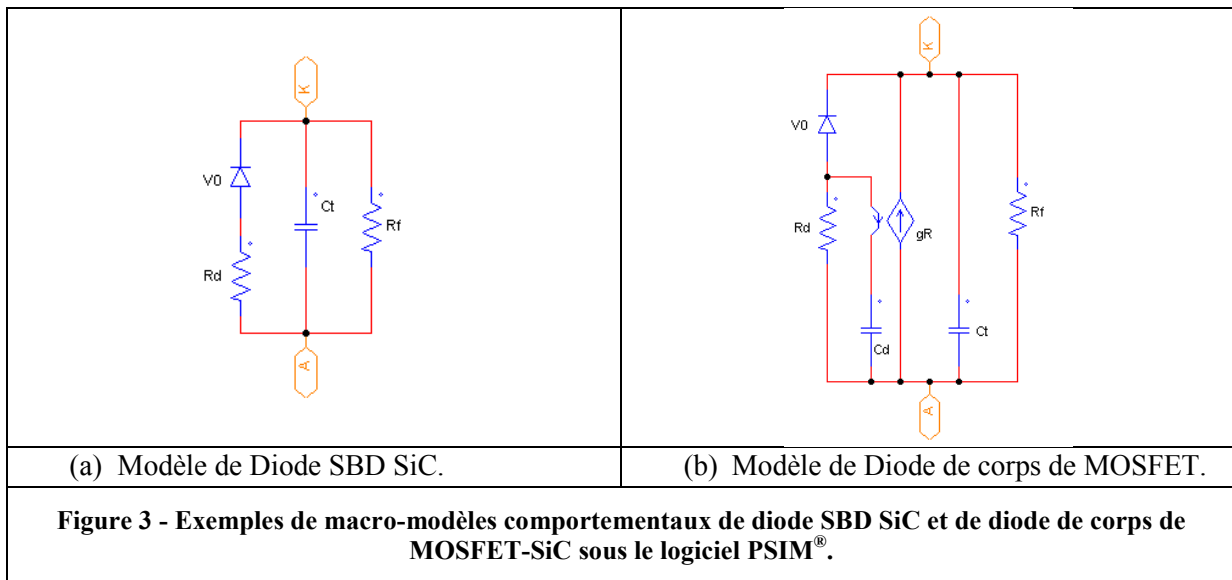 K
V0
Ct
Rf
Rd
A
(a) Modèle de Diode SBD SiC.
K
V0
Rd
gR
Rf
Cd
Ct
A
(b) Modèle de Diode de corps de MOSFET.
Figure 3 - Exemples de macro-modèles comportementaux de diode SBD SiC et de diode de corps de
MOSFET-SiC sous le logiciel PSIM®.